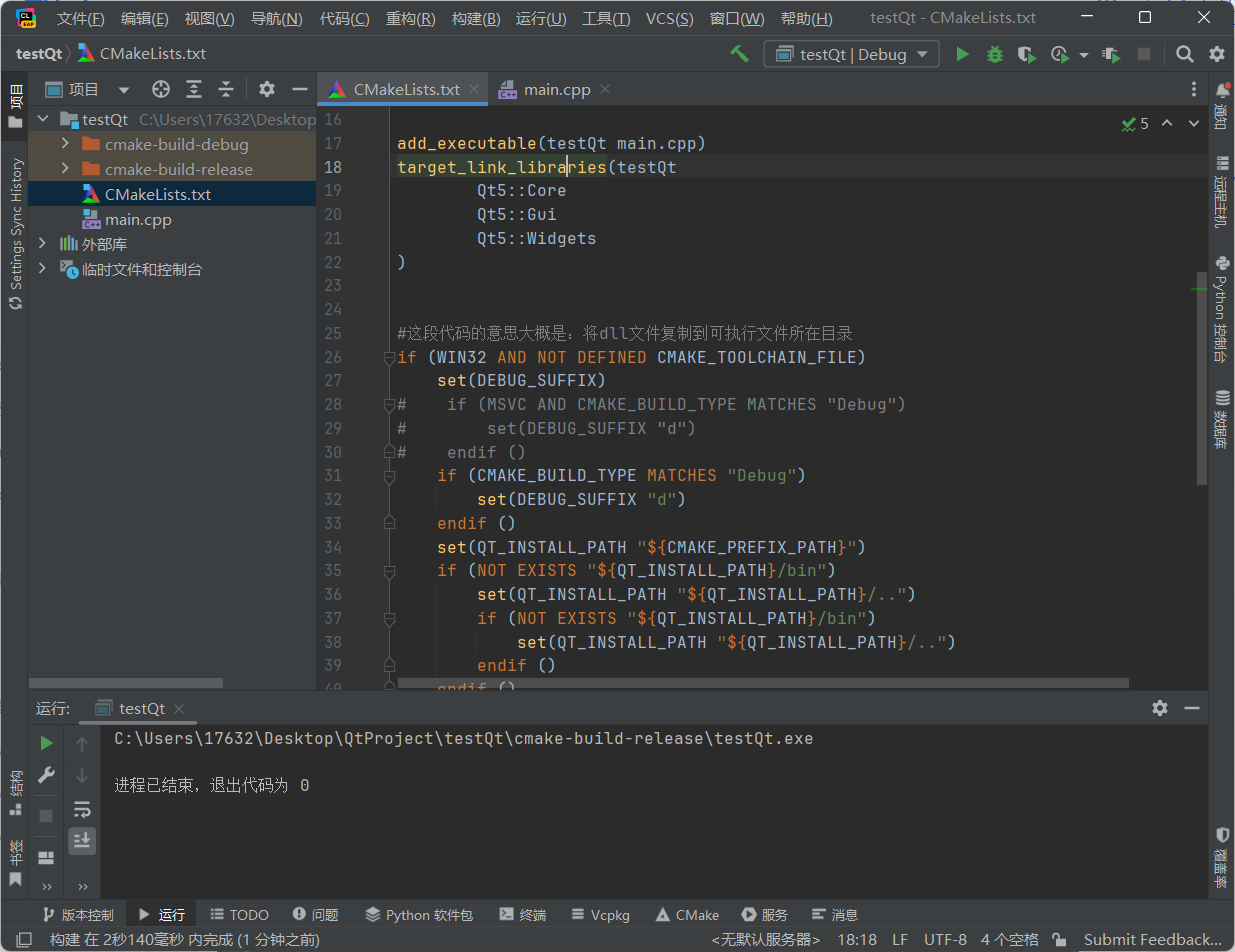 文件(F) 编辑(E) 视图(V) 导航(N) 代码(C) 重构(R) 构建(B) 运行(U) 工具(T) VCS(S) 窗口(W) 帮助(H) testQt - CMakeLists.txt
testQt CMakeLists.txt testQt | Debug
项目 项目 CMakeLists.txt main.cpp 通知
testQt C:\Users\17632\Desktop
cmake-build-debug
cmake-build-release
CMakeLists.txt
main.cpp
外部库
临时文件和控制台
Settings Sync History
结构
书签
5
16
17 add_executable(testQt main.cpp)
18 target_link_libraries(testQt
19 Qt5::Core
20 Qt5::Gui
21 Qt5::Widgets
22 )
23
24
25 #这段代码的意思大概是：将dll文件复制到可执行文件所在目录
26 if (WIN32 AND NOT DEFINED CMAKE_TOOLCHAIN_FILE)
27 set(DEBUG_SUFFIX)
28 # if (MSVC AND CMAKE_BUILD_TYPE MATCHES "Debug")
29 # set(DEBUG_SUFFIX "d")
30 # endif ()
31 if (CMAKE_BUILD_TYPE MATCHES "Debug")
32 set(DEBUG_SUFFIX "d")
33 endif ()
34 set(QT_INSTALL_PATH "${CMAKE_PREFIX_PATH}")
35 if (NOT EXISTS "${QT_INSTALL_PATH}/bin")
36 set(QT_INSTALL_PATH "${QT_INSTALL_PATH}/..")
37 if (NOT EXISTS "${QT_INSTALL_PATH}/bin")
38 set(QT_INSTALL_PATH "${QT_INSTALL_PATH}/..")
39 endif ()
40 endif ()
远程主机
Python 控制台
数据库
覆盖率
运行: testQt
C:\Users\17632\Desktop\QtProject\testQt\cmake-build-release\testQt.exe
进程已结束，退出代码为 0
版本控制 运行 TODO 问题 Python 软件包 终端 Vcpkg CMake 服务 消息
构建 在 2秒140毫秒 内完成 (1 分钟之前) <无默认服务器> 18:18 LF UTF-8 4 个空格 Submit Feedback...